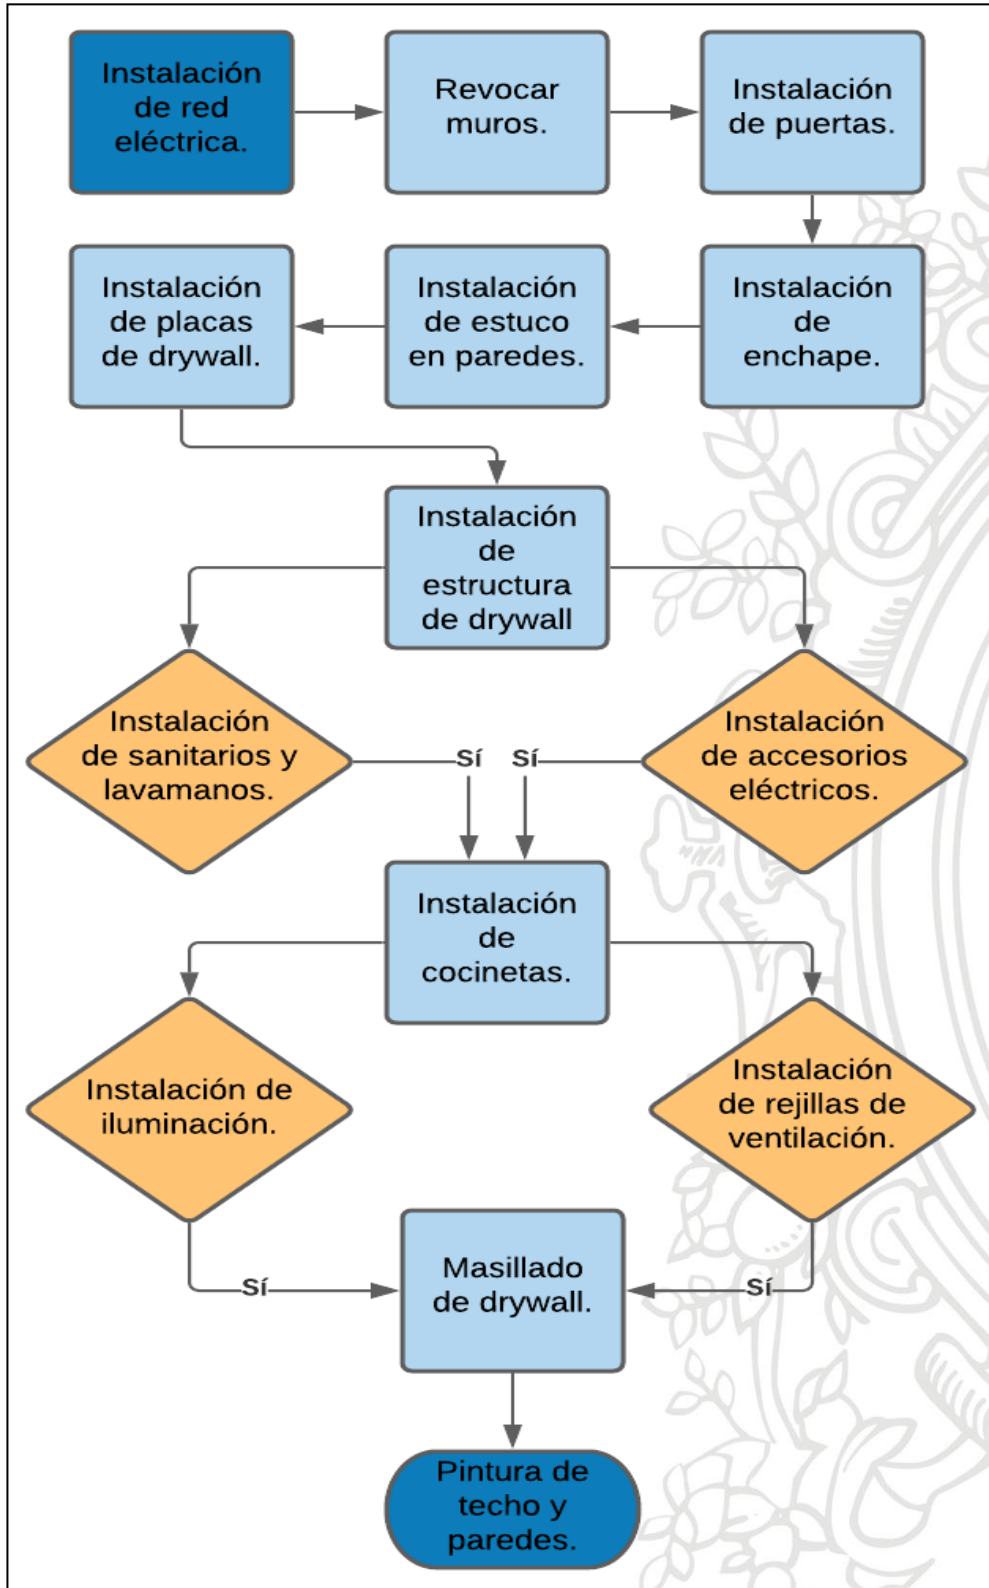 Instalación
de red
eléctrica.
Revocar
muros.
Instalación
de puertas.
Instalación
de
enchape.
Instalación
de estuco
en paredes.
Instalación
de placas
de drywall.
Instalación
de
estructura
de drywall
Instalación
de sanitarios y
lavamanos.
Sí
Sí
Instalación
de accesorios
eléctricos.
Instalación
de
cocinetas.
Instalación de
iluminación.
Instalación
de rejillas de
ventilación.
Sí
Masillado
de drywall.
Sí
Pintura de
techo y
paredes.